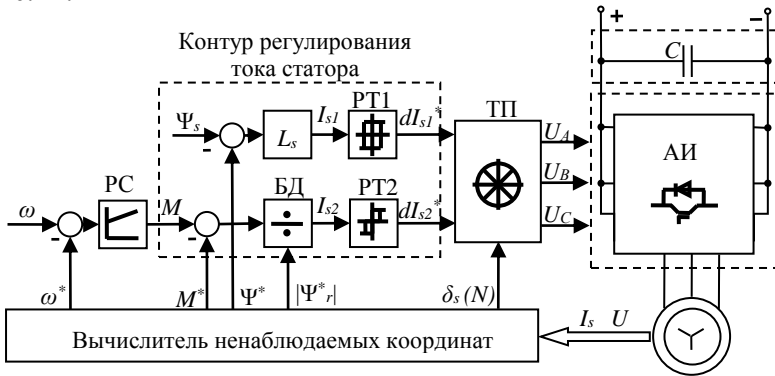 + −
Контур регулирования
тока статора
C
РТ1
ТП
Ψs
Is1
dIs1*
Ls
UA
АИ
РС
БД
РТ2
UB
ω
M
Is2
dIs2*
UC
ω*
M*
Ψ*
|Ψ*r|
δs (N)
Is U
Вычислитель ненаблюдаемых координат